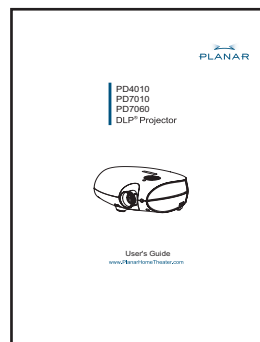 PLANAR
PD4010
PD7010
PD7060
DLP® Projector
User's Guide
www.PlanarHomeTheater.com